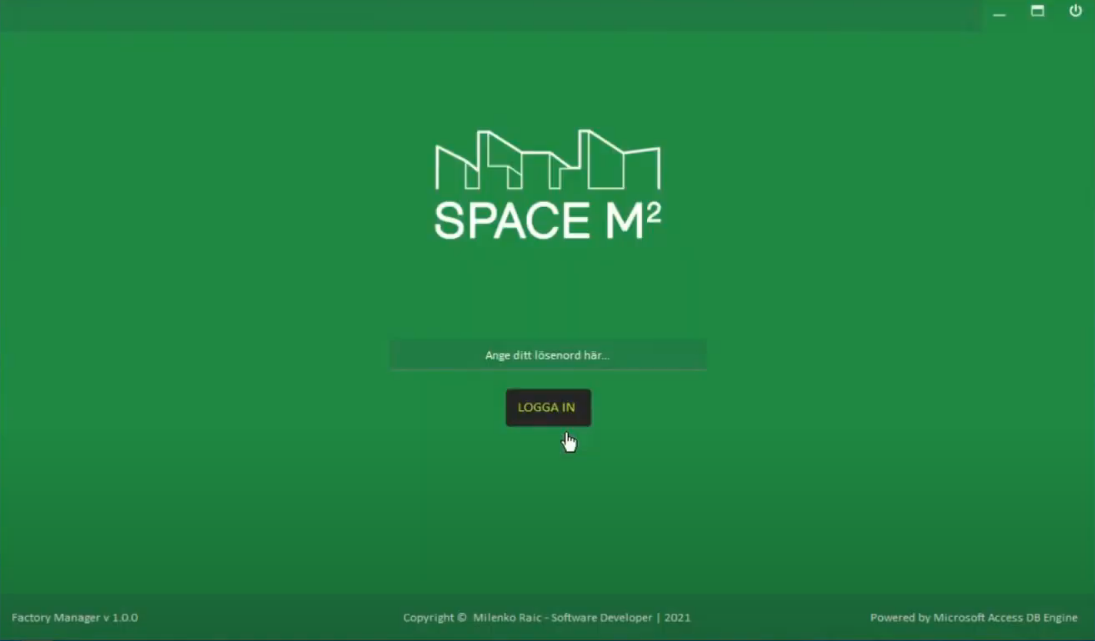 SPACE M²
Ange ditt lösenord här...
LOGGA IN
Factory Manager v 1.0.0
Copyright © Milenko Raic - Software Developer | 2021
Powered by Microsoft Access DB Engine